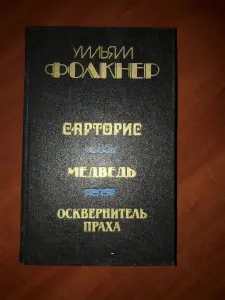 УИЛЬЯМ
ФОЛКНЕР
САРТОРИС
МЕДВЕДЬ
ОСКВЕРНИТЕЛЬ
ПРАХА